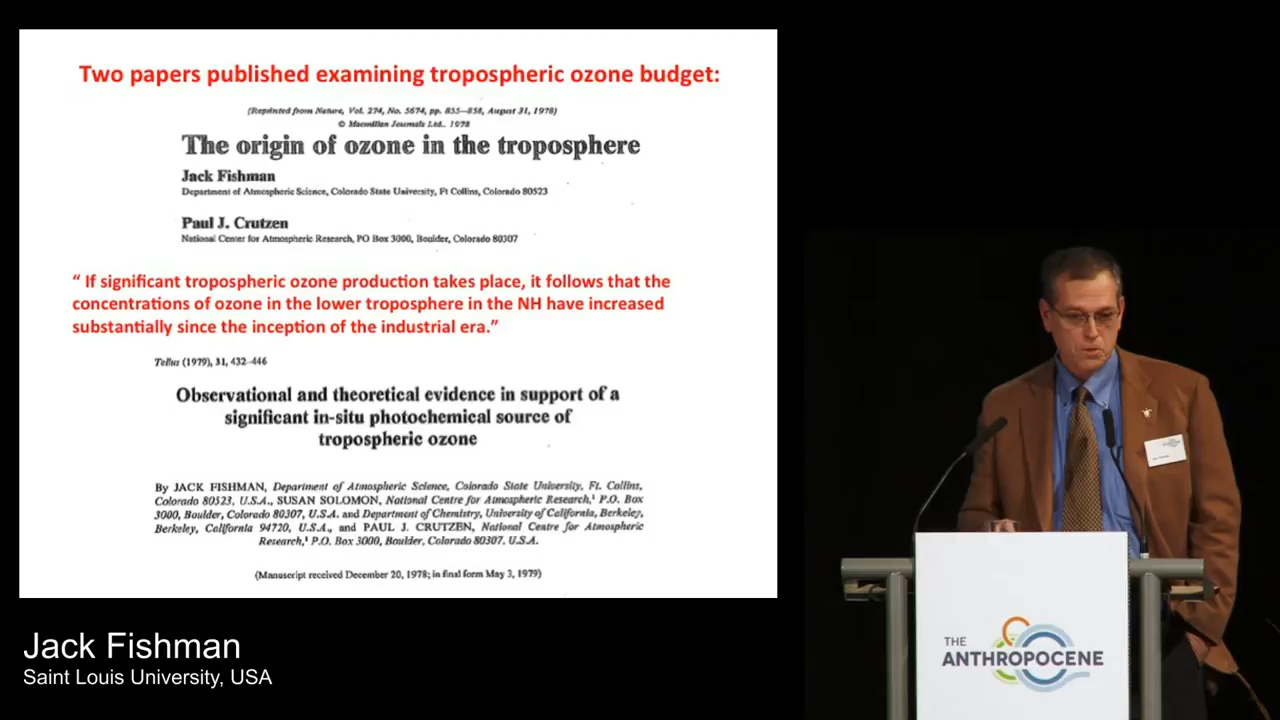 Two papers published examining tropospheric ozone budget:
(Reprinted from Nature, Vol. 274, No. 5674, pp. 855–858, August 31, 1978)
© Macmillan Journals Ltd., 1978
The origin of ozone in the troposphere
Jack Fishman
Department of Atmospheric Science, Colorado State University, Ft Collins, Colorado 80523
Paul J. Crutzen
National Center for Atmospheric Research, PO Box 3000, Boulder, Colorado 80307
“ If significant tropospheric ozone production takes place, it follows that the
concentrations of ozone in the lower troposphere in the NH have increased
substantially since the inception of the industrial era.”
Tellus (1979), 31, 432–446
Observational and theoretical evidence in support of a
significant in-situ photochemical source of
tropospheric ozone
By JACK FISHMAN, Department of Atmospheric Science, Colorado State University, Ft. Collins,
Colorado 80523, U.S.A., SUSAN SOLOMON, National Centre for Atmospheric Research,¹ P.O. Box
3000, Boulder, Colorado 80307, U.S.A. and Department of Chemistry, University of California, Berkeley,
Berkeley, California 94720, U.S.A., and PAUL J. CRUTZEN, National Centre for Atmospheric
Research,¹ P.O. Box 3000, Boulder, Colorado 80307. U.S.A.
(Manuscript received December 20, 1978; in final form May 3, 1979)
Jack Fishman
Saint Louis University, USA
THE
ANTHROPOCENE